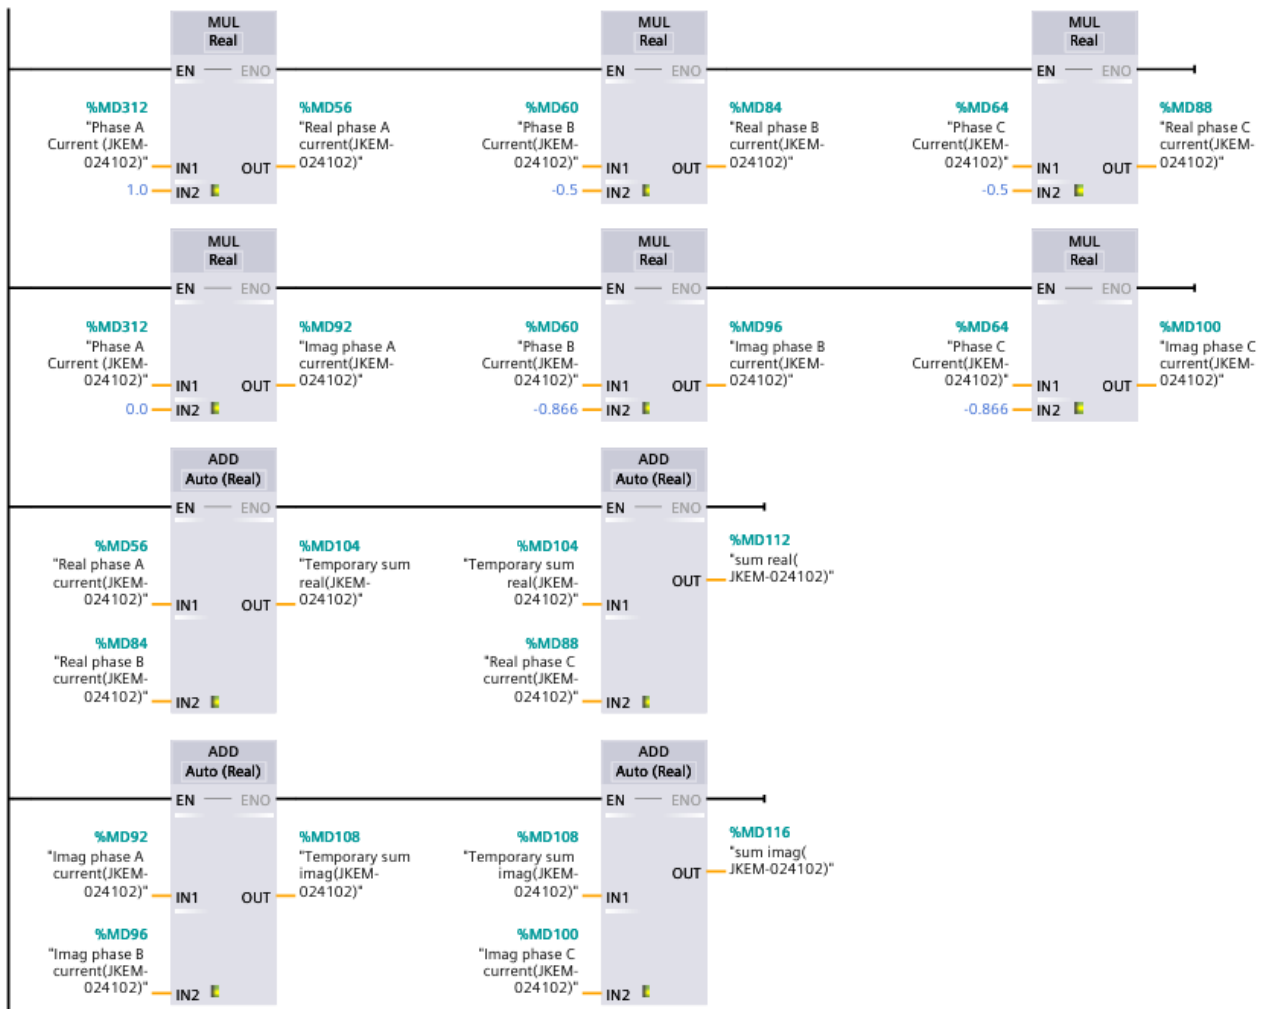 MUL
Real
EN
ENO
%MD312
"Phase A
Current (JKEM-
024102)"
IN1
1.0
IN2
OUT
%MD56
"Real phase A
current(JKEM-
024102)"
MUL
Real
EN
ENO
%MD60
"Phase B
Current(JKEM-
024102)"
IN1
-0.5
IN2
OUT
%MD84
"Real phase B
current(JKEM-
024102)"
MUL
Real
EN
ENO
%MD64
"Phase C
Current(JKEM-
024102)"
IN1
-0.5
IN2
OUT
%MD88
"Real phase C
current(JKEM-
024102)"
MUL
Real
EN
ENO
%MD312
"Phase A
Current (JKEM-
024102)"
IN1
0.0
IN2
OUT
%MD92
"Imag phase A
current(JKEM-
024102)"
MUL
Real
EN
ENO
%MD60
"Phase B
Current(JKEM-
024102)"
IN1
-0.866
IN2
OUT
%MD96
"Imag phase B
current(JKEM-
024102)"
MUL
Real
EN
ENO
%MD64
"Phase C
Current(JKEM-
024102)"
IN1
-0.866
IN2
OUT
%MD100
"Imag phase C
current(JKEM-
024102)"
ADD
Auto (Real)
EN
ENO
%MD56
"Real phase A
current(JKEM-
024102)"
IN1
%MD84
"Real phase B
current(JKEM-
024102)"
IN2
OUT
%MD104
"Temporary sum
real(JKEM-
024102)"
ADD
Auto (Real)
EN
ENO
%MD104
"Temporary sum
real(JKEM-
024102)"
IN1
%MD88
"Real phase C
current(JKEM-
024102)"
IN2
OUT
%MD112
"sum real(
JKEM-024102)"
ADD
Auto (Real)
EN
ENO
%MD92
"Imag phase A
current(JKEM-
024102)"
IN1
%MD96
"Imag phase B
current(JKEM-
024102)"
IN2
OUT
%MD108
"Temporary sum
imag(JKEM-
024102)"
ADD
Auto (Real)
EN
ENO
%MD108
"Temporary sum
imag(JKEM-
024102)"
IN1
%MD100
"Imag phase C
current(JKEM-
024102)"
IN2
OUT
%MD116
"sum imag(
JKEM-024102)"